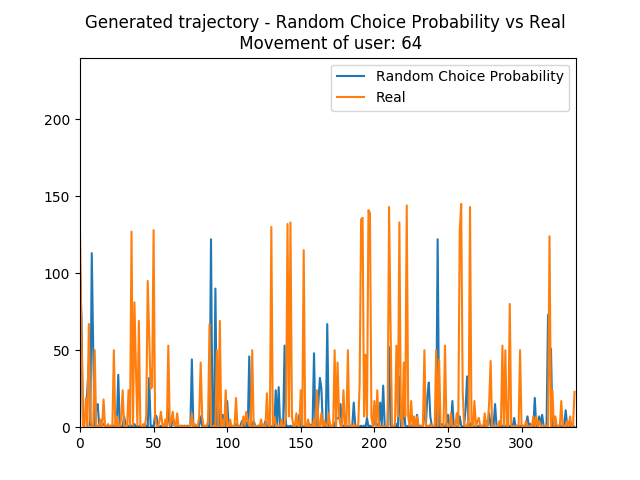 Generated trajectory - Random Choice Probability vs Real
Movement of user: 64
Random Choice Probability
Real
200
150
100
50
0
0 50 100 150 200 250 300